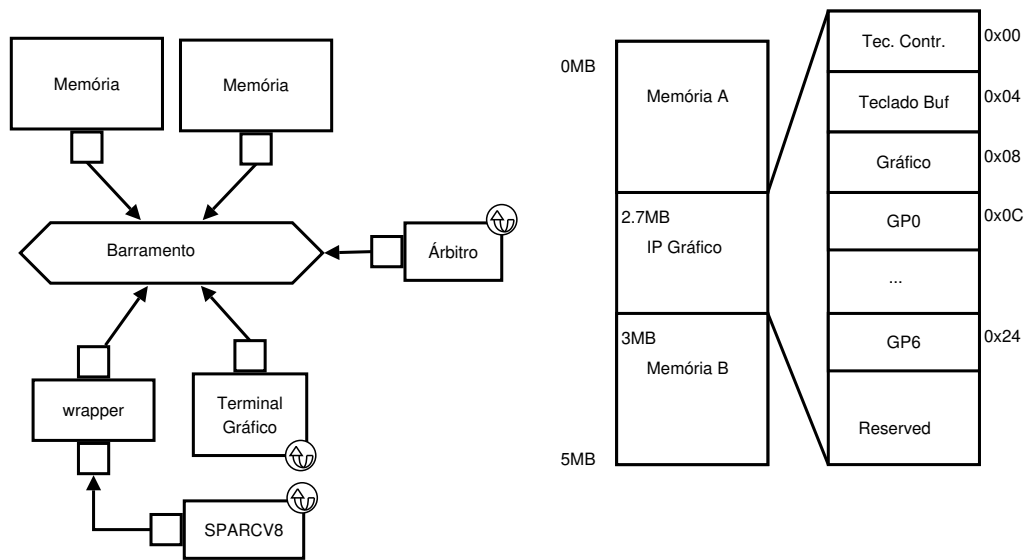 Memória
Memória
Barramento
Árbitro
wrapper
Terminal
Gráfico
SPARCV8
0MB
Memória A
2.7MB
IP Gráfico
3MB
Memória B
5MB
Tec. Contr.
0x00
Teclado Buf
0x04
Gráfico
0x08
GP0
0x0C
...
GP6
0x24
Reserved